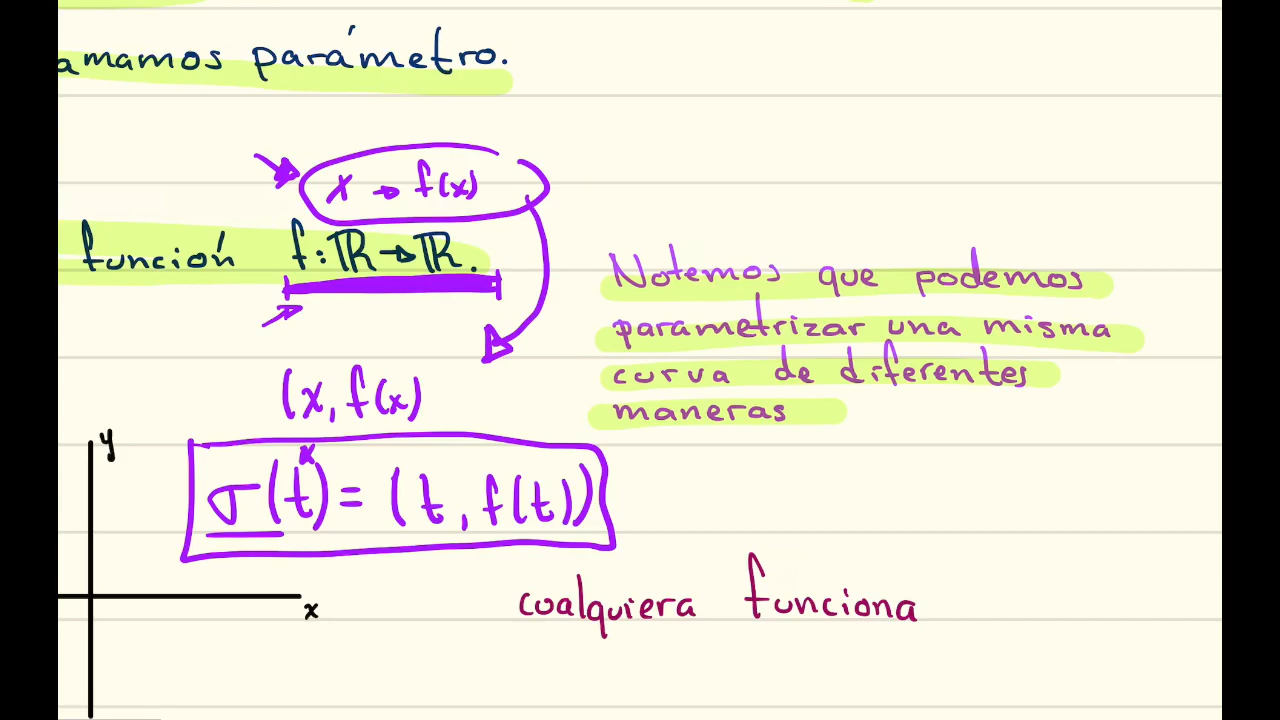 amamos parámetro.
x → f(x)
función f: ℝ → ℝ.
Notemos que podemos
parametrizar una misma
curva de diferentes
maneras
(x, f(x)
y
x
σ(t) = (t, f(t))
x
cualquiera funciona